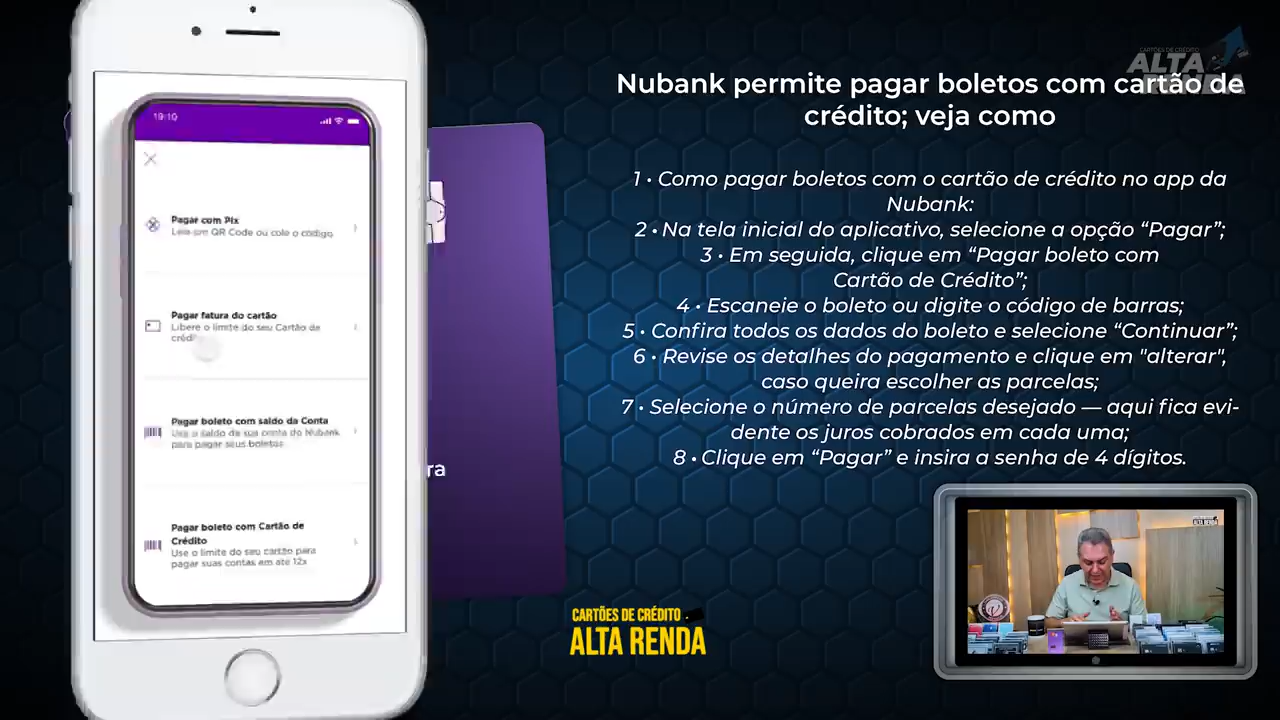 19:10
Pagar com Pix
Leia um QR Code ou cole o código
Pagar fatura do cartão
Libere o limite do seu Cartão de
crédi
Pagar boleto com saldo da Conta
Use o saldo da sua conta do Nubank
para pagar seus boletos
Pagar boleto com Cartão de
Crédito
Use o limite do seu cartão para
pagar suas contas em até 12x
ra
CARTÕES DE CRÉDITO
ALTA
RENDA
Nubank permite pagar boletos com cartão de
crédito; veja como
1 • Como pagar boletos com o cartão de crédito no app da
Nubank:
2 • Na tela inicial do aplicativo, selecione a opção “Pagar”;
3 • Em seguida, clique em “Pagar boleto com
Cartão de Crédito”;
4 • Escaneie o boleto ou digite o código de barras;
5 • Confira todos os dados do boleto e selecione “Continuar”;
6 • Revise os detalhes do pagamento e clique em "alterar",
caso queira escolher as parcelas;
7 • Selecione o número de parcelas desejado — aqui fica evi-
dente os juros cobrados em cada uma;
8 • Clique em “Pagar” e insira a senha de 4 dígitos.
CARTÕES DE CRÉDITO
ALTA RENDA
ALTA RENDA